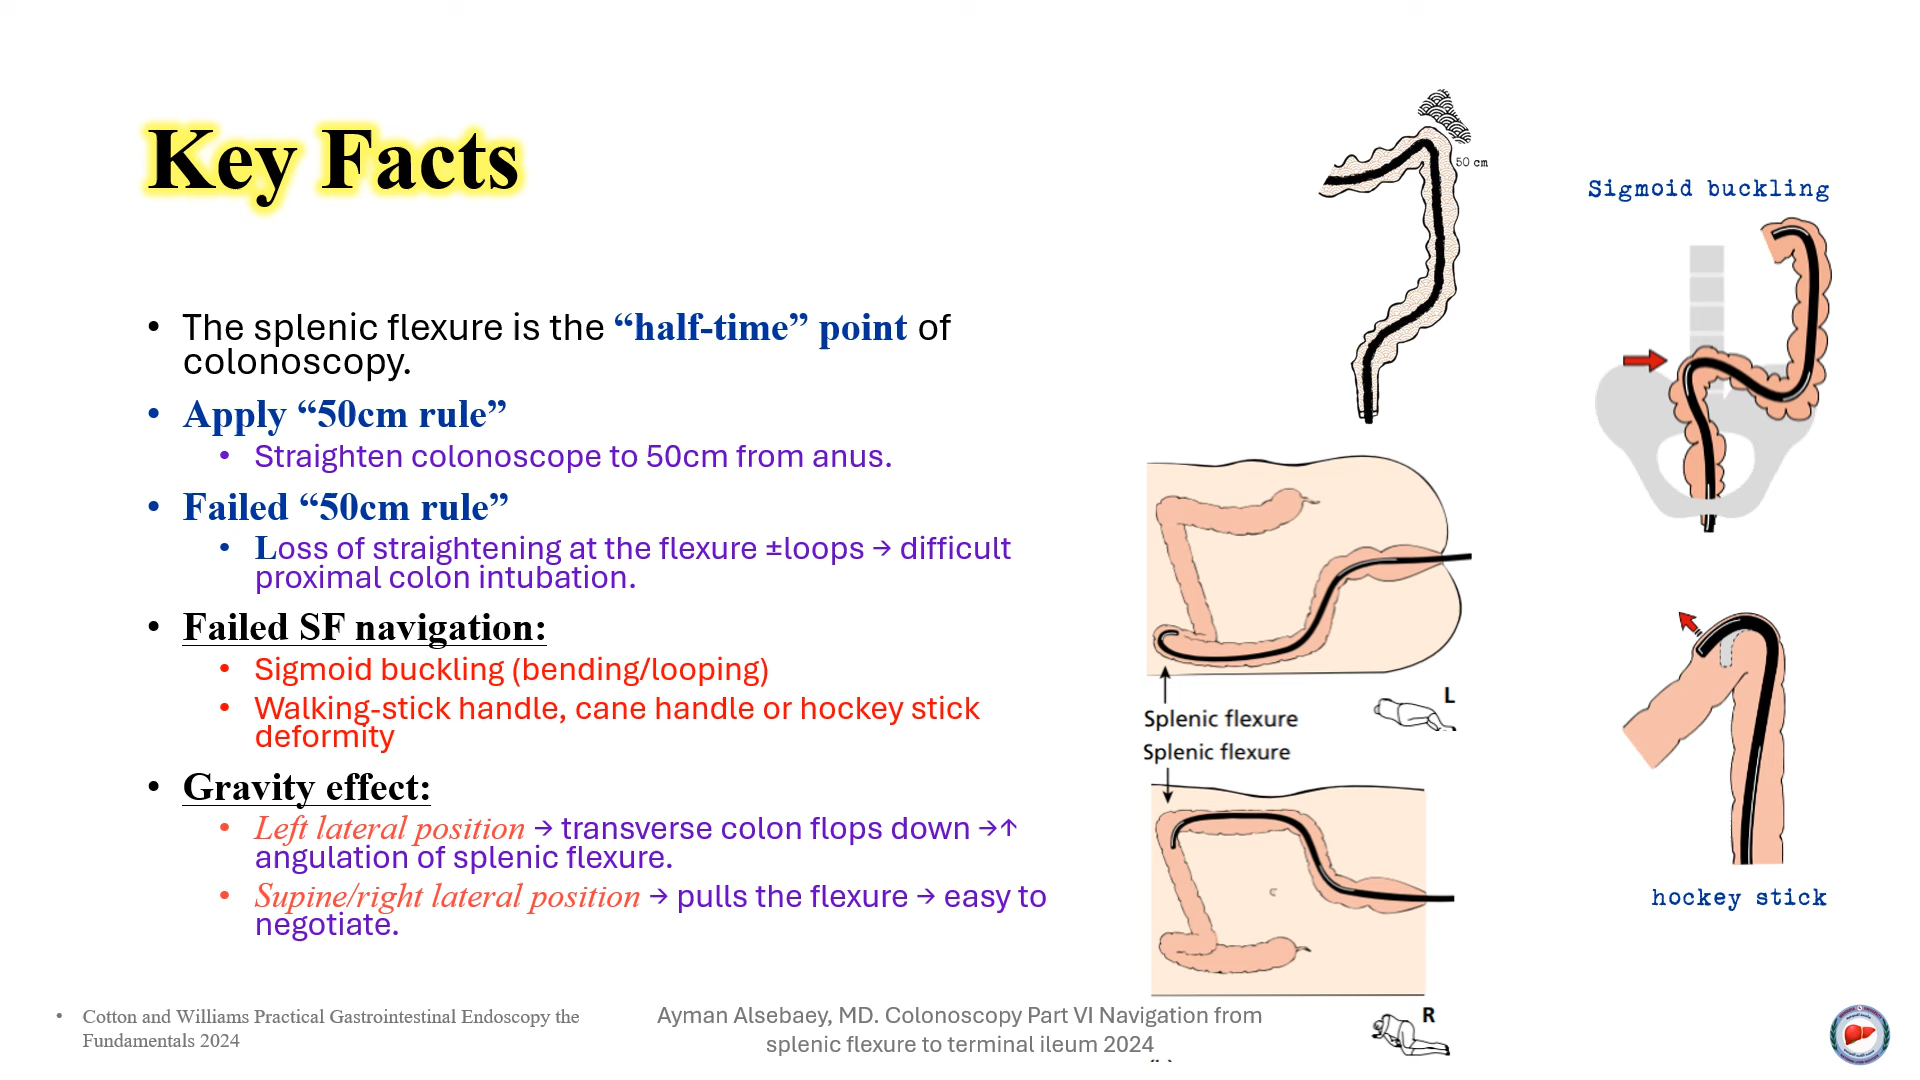 Key Facts
• The splenic flexure is the “half-time” point of
colonoscopy.
• Apply “50cm rule”
• Straighten colonoscope to 50cm from anus.
• Failed “50cm rule”
• Loss of straightening at the flexure ±loops → difficult
proximal colon intubation.
• Failed SF navigation:
• Sigmoid buckling (bending/looping)
• Walking-stick handle, cane handle or hockey stick
deformity
• Gravity effect:
• Left lateral position → transverse colon flops down →↑
angulation of splenic flexure.
• Supine/right lateral position → pulls the flexure → easy to
negotiate.
50 cm
Sigmoid buckling
L
Splenic flexure
Splenic flexure
R
hockey stick
• Cotton and Williams Practical Gastrointestinal Endoscopy the
Fundamentals 2024
Ayman Alsebaey, MD. Colonoscopy Part VI Navigation from
splenic flexure to terminal ileum 2024